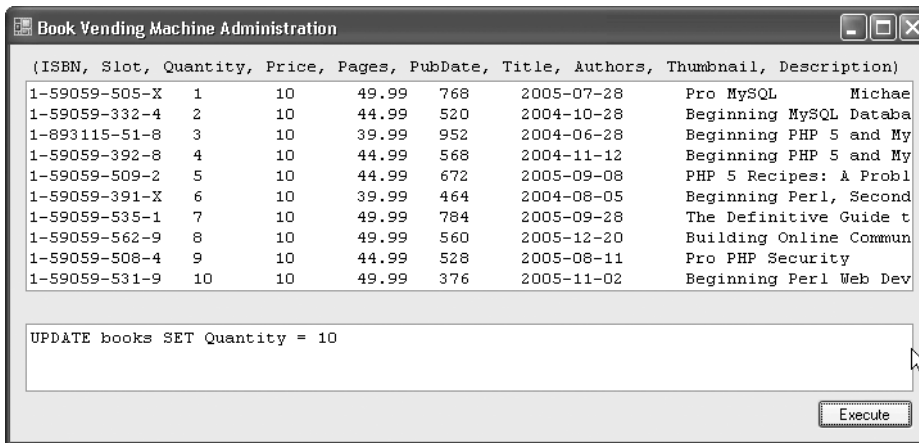 Book Vending Machine Administration
(ISBN, Slot, Quantity, Price, Pages, PubDate, Title, Authors, Thumbnail, Description)
1-59059-505-X 1 10 49.99 768 2005-07-28 Pro MySQL Michae
1-59059-332-4 2 10 44.99 520 2004-10-28 Beginning MySQL Databa
1-893115-51-8 3 10 39.99 952 2004-06-28 Beginning PHP 5 and My
1-59059-392-8 4 10 44.99 568 2004-11-12 Beginning PHP 5 and My
1-59059-509-2 5 10 44.99 672 2005-09-08 PHP 5 Recipes: A Probl
1-59059-391-X 6 10 39.99 464 2004-08-05 Beginning Perl, Second
1-59059-535-1 7 10 49.99 784 2005-09-28 The Definitive Guide t
1-59059-562-9 8 10 49.99 560 2005-12-20 Building Online Commun
1-59059-508-4 9 10 44.99 528 2005-08-11 Pro PHP Security
1-59059-531-9 10 10 49.99 376 2005-11-02 Beginning Perl Web Dev
UPDATE books SET Quantity = 10
Execute